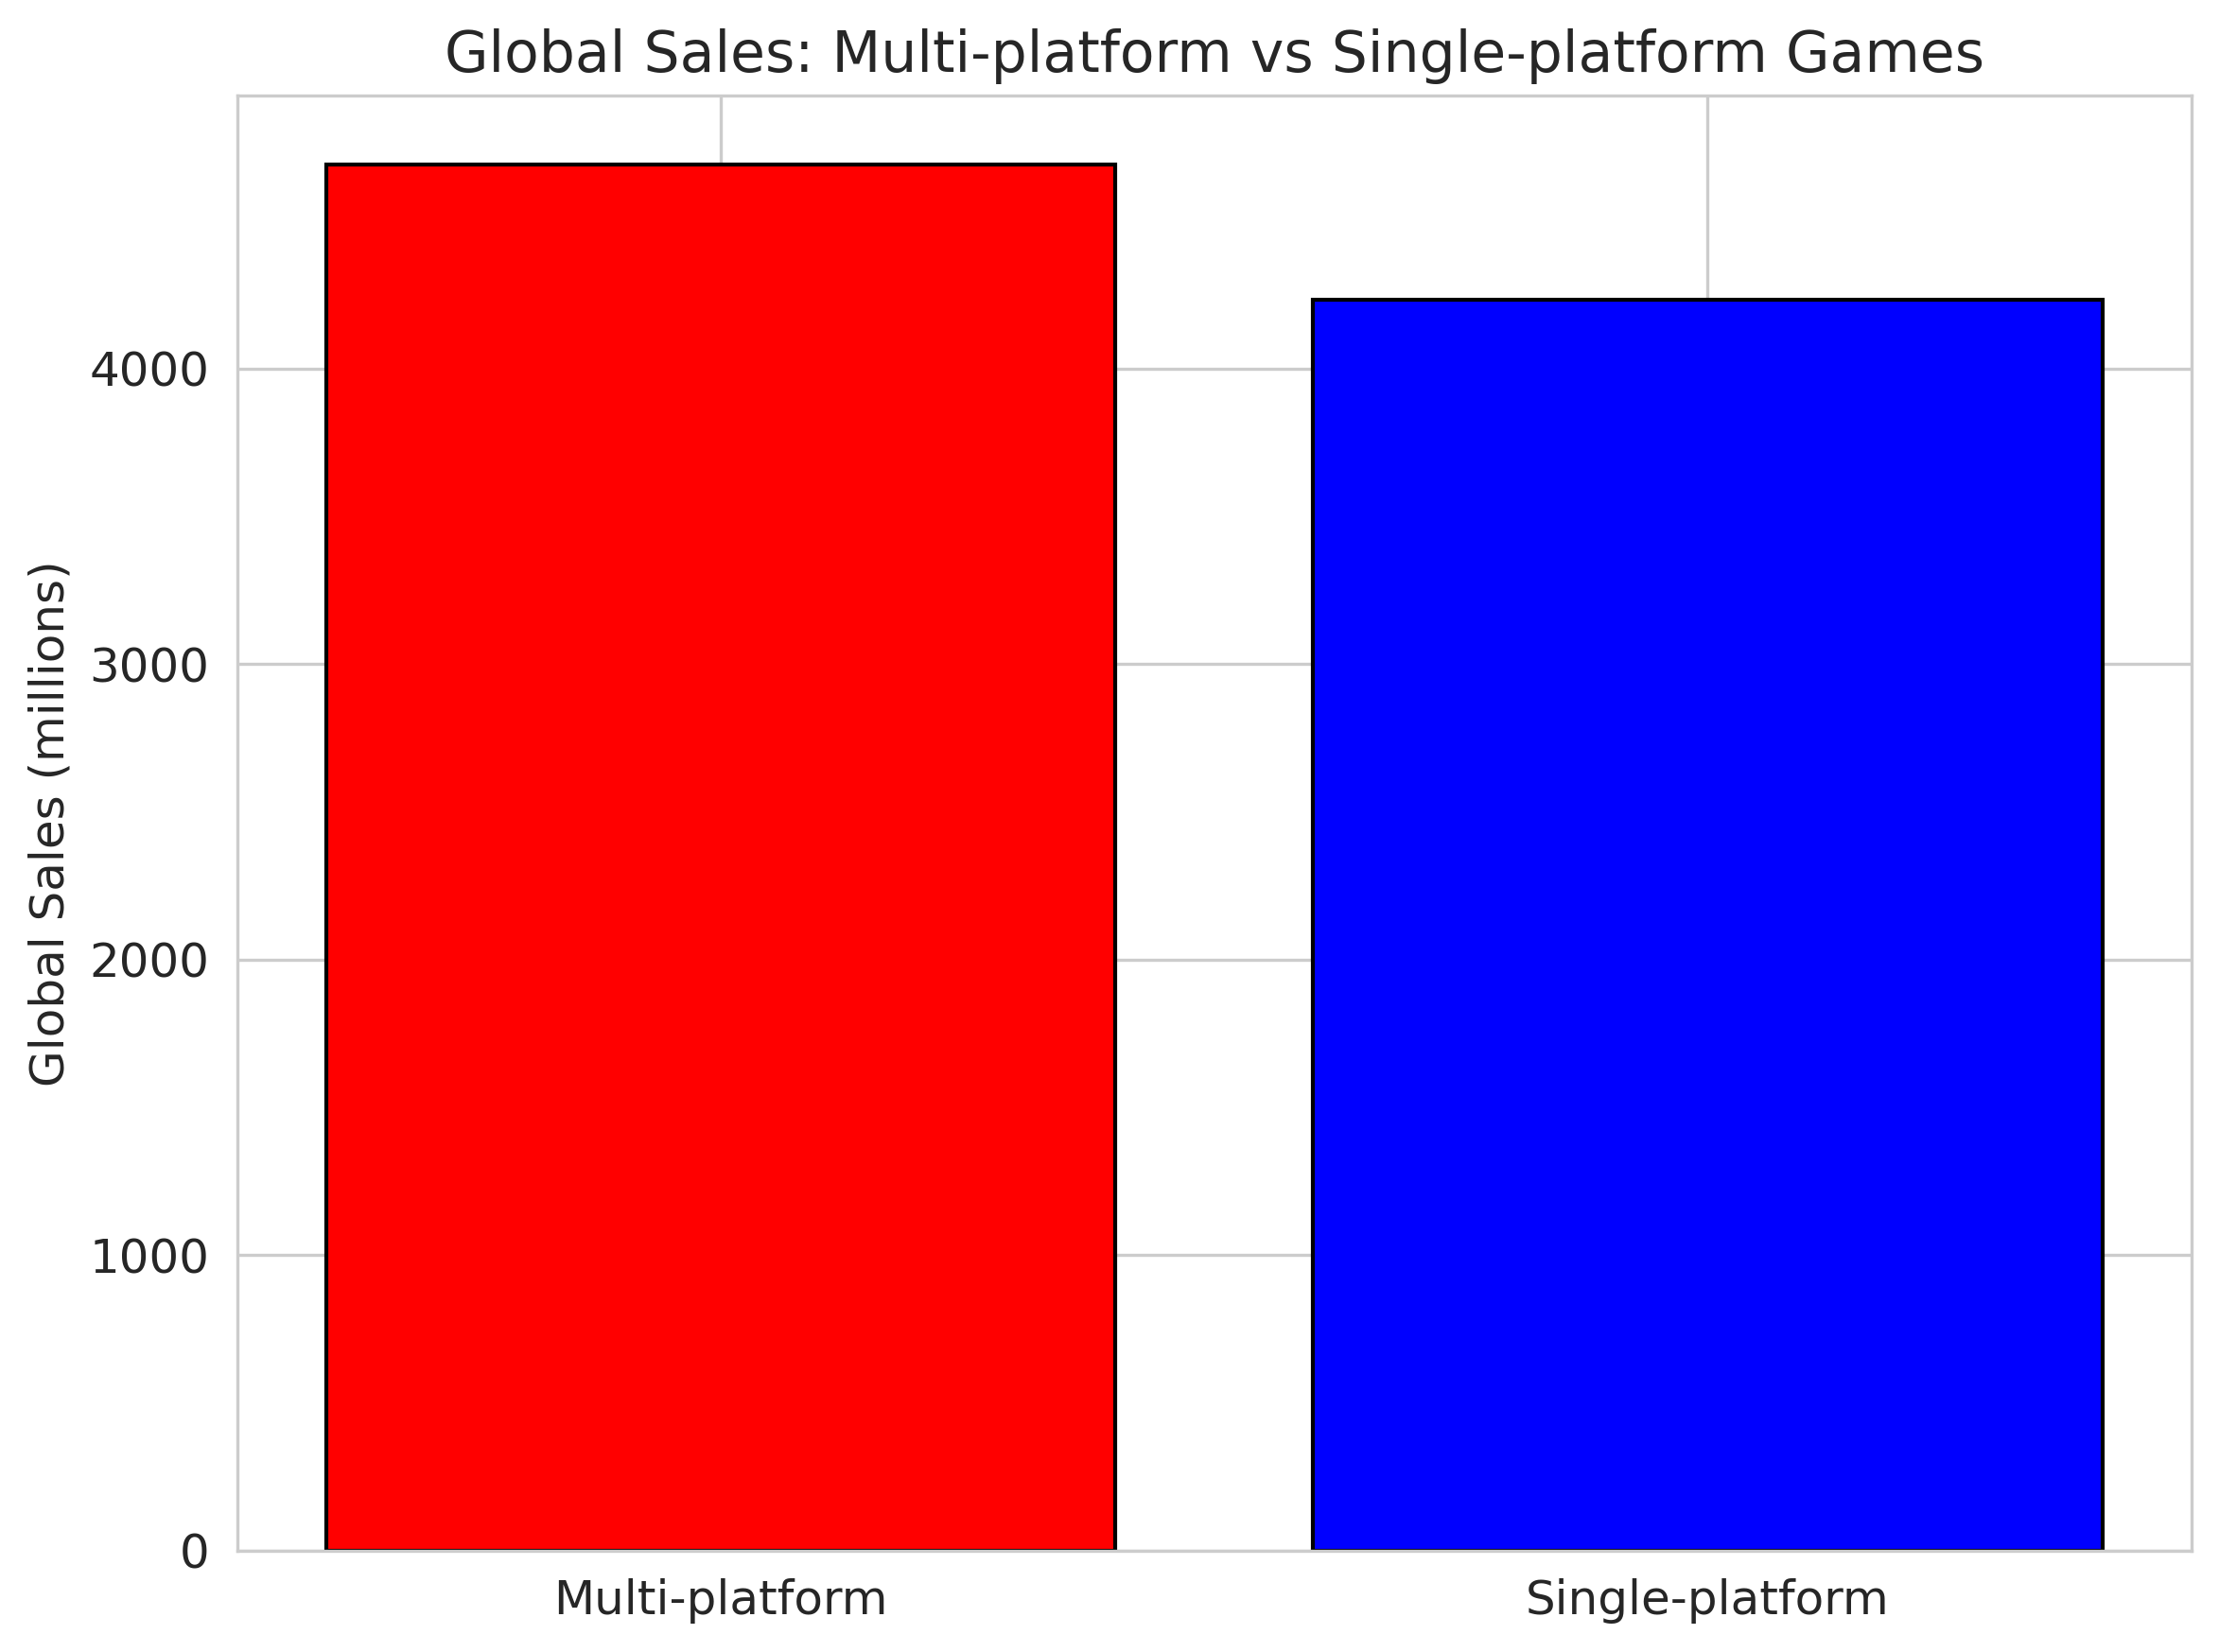 Global Sales: Multi-platform vs Single-platform Games
Global Sales (millions)
4000
3000
2000
1000
0
Multi-platform
Single-platform